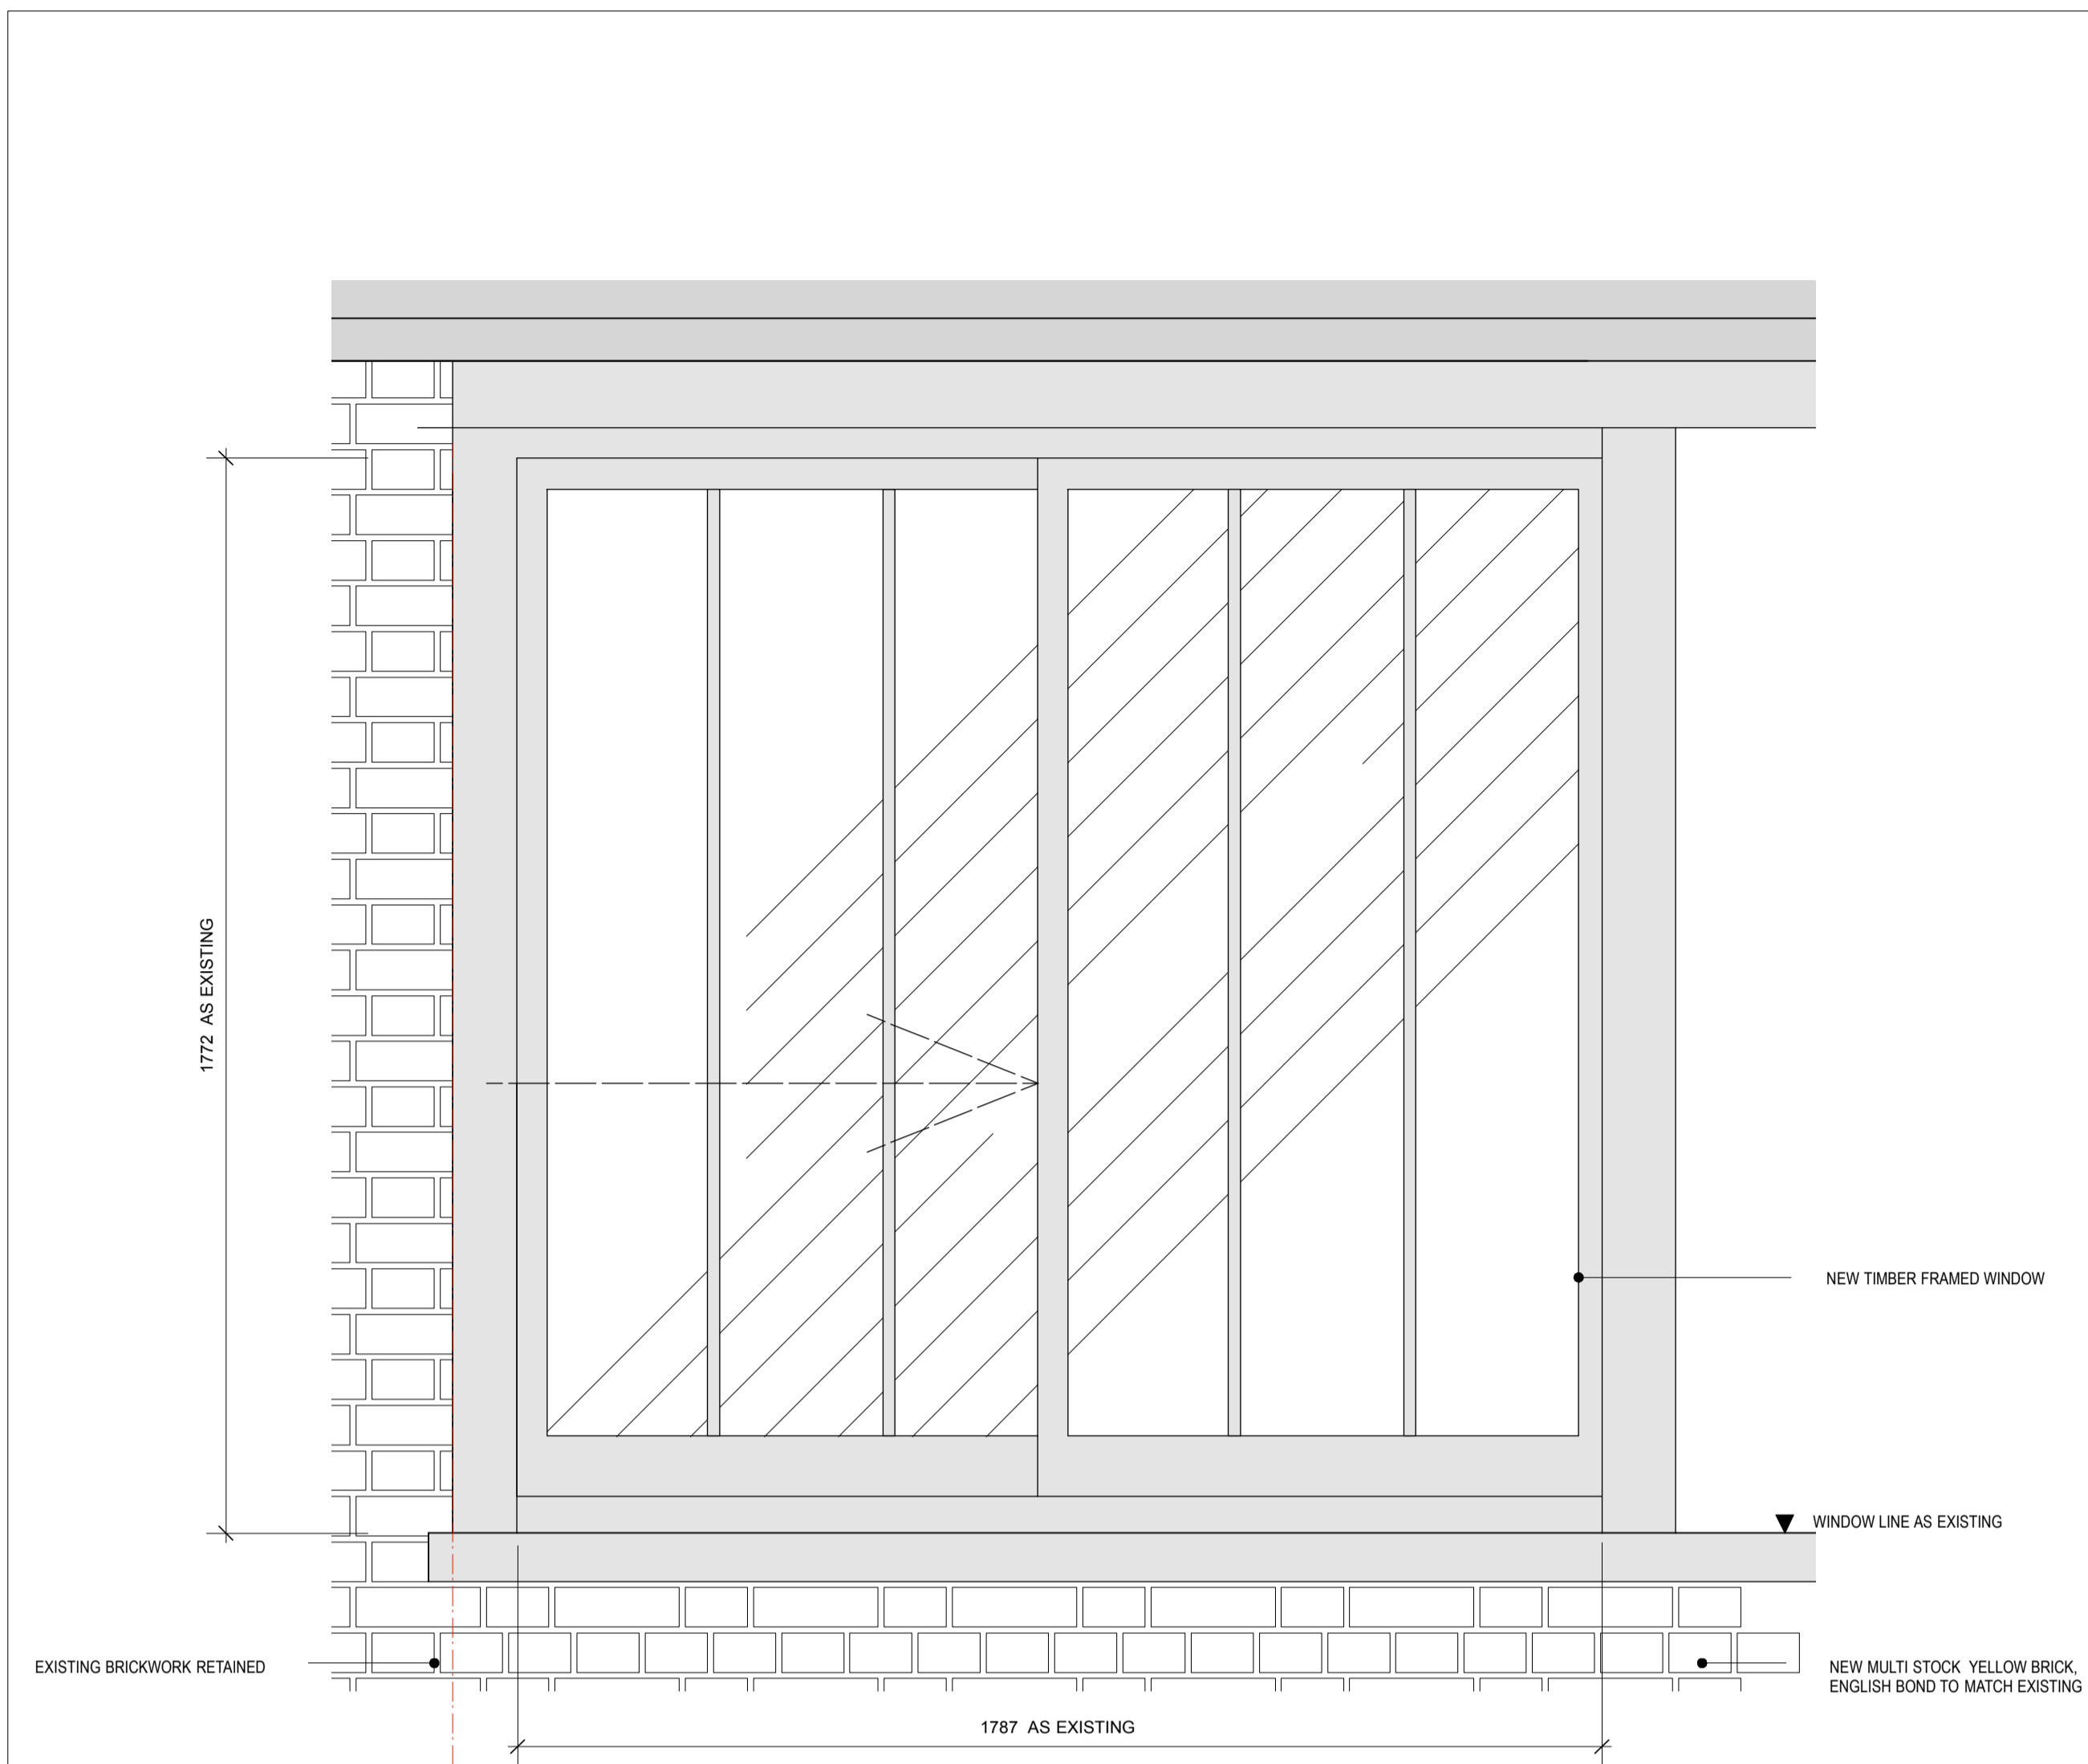 1772 AS EXISTING
NEW TIMBER FRAMED WINDOW
WINDOW LINE AS EXISTING
EXISTING BRICKWORK RETAINED
NEW MULTI STOCK YELLOW BRICK,
ENGLISH BOND TO MATCH EXISTING
1787 AS EXISTING